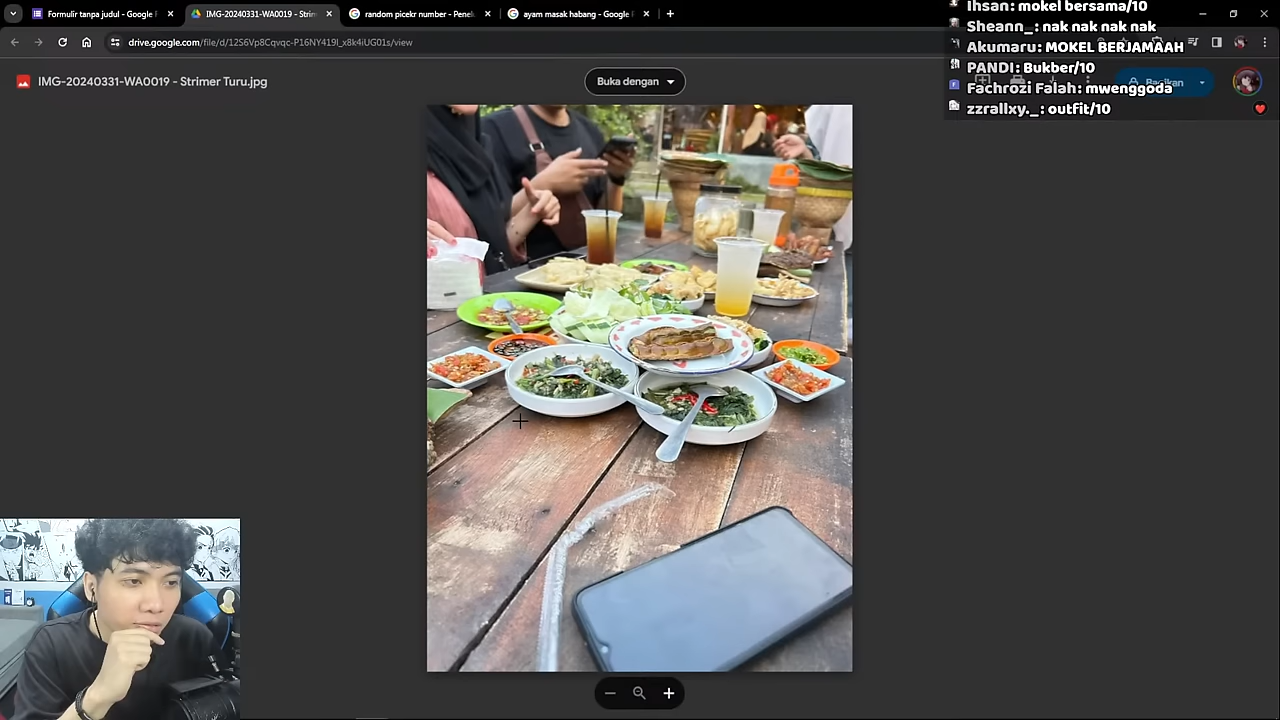 Formulir tanpa judul - Google F
IMG-20240331-WA0019 - Strim
random picekr number - Penel
ayam masak habang - Google P
drive.google.com/file/d/12S6Vp8Cqvqc-P16NY419l_x8k4iUG01s/view
IMG-20240331-WA0019 - Strimer Turu.jpg
Buka dengan
Bagikan
Ihsan: mokel bersama/10
Sheann_: nak nak nak nak
Akumaru: MOKEL BERJAMAAH
PANDI: Bukber/10
Fachrozi Falah: mwenggoda
zzrallxy._: outfit/10